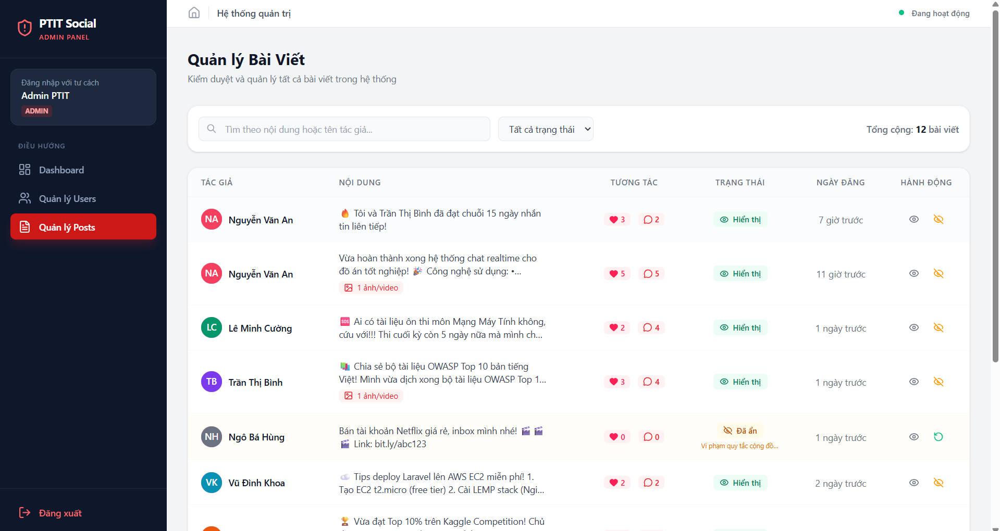 PTIT Social
ADMIN PANEL
Đăng nhập với tư cách
Admin PTIT
ADMIN
ĐIỀU HƯỚNG
Dashboard
Quản lý Users
Quản lý Posts
Đăng xuất
Hệ thống quản trị
Đang hoạt động
Quản lý Bài Viết
Kiểm duyệt và quản lý tất cả bài viết trong hệ thống
Tìm theo nội dung hoặc tên tác giả...
Tất cả trạng thái
Tổng cộng: 12 bài viết
TÁC GIẢ NỘI DUNG TƯƠNG TÁC TRẠNG THÁI NGÀY ĐĂNG HÀNH ĐỘNG
NA Nguyễn Văn An
🔥 Tôi và Trần Thị Bình đã đạt chuỗi 15 ngày nhắn
tin liên tiếp!
3 2 Hiển thị 7 giờ trước
NA Nguyễn Văn An
Vừa hoàn thành xong hệ thống chat realtime cho
đồ án tốt nghiệp! 🎉 Công nghệ sử dụng: •...
1 ảnh/video
5 5 Hiển thị 11 giờ trước
LC Lê Minh Cường
🆘 Ai có tài liệu ôn thi môn Mạng Máy Tính không,
cứu với!!! Thi cuối kỳ còn 5 ngày nữa mà mình ch...
2 4 Hiển thị 1 ngày trước
TB Trần Thị Bình
📚 Chia sẻ bộ tài liệu OWASP Top 10 bản tiếng
Việt! Mình vừa dịch xong bộ tài liệu OWASP Top 1...
1 ảnh/video
3 4 Hiển thị 1 ngày trước
NH Ngô Bá Hùng
Bán tài khoản Netflix giá rẻ, inbox mình nhé! 🎬 🎬
🎬 Link: bit.ly/abc123
0 0 Đã ẩn 1 ngày trước
Vi phạm quy tắc cộng đồ...
VK Vũ Đình Khoa
☁️ Tips deploy Laravel lên AWS EC2 miễn phí! 1.
Tạo EC2 t2.micro (free tier) 2. Cài LEMP stack (Ngi...
2 2 Hiển thị 2 ngày trước
🏆 Vừa đạt Top 10% trên Kaggle Competition! Chủ